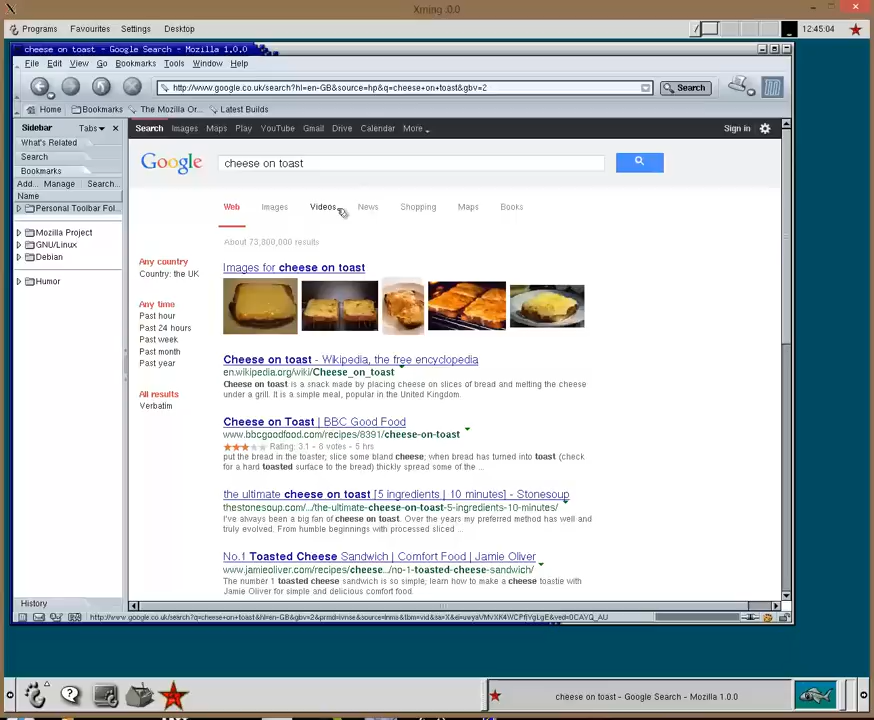 Xming :0.0
Programs Favourites Settings Desktop 12:45:04
cheese on toast - Google Search - Mozilla 1.0.0
File Edit View Go Bookmarks Tools Window Help
http://www.google.co.uk/search?hl=en-GB&source=hp&q=cheese+on+toast&gbv=2 Search
Home Bookmarks The Mozilla Or... Latest Builds
Sidebar Tabs
What's Related
Search
Bookmarks
Add... Manage Search...
Name
Personal Toolbar Fol...
Mozilla Project
GNU/Linux
Debian
Humor
History
Search Images Maps Play YouTube Gmail Drive Calendar More Sign in
Google cheese on toast
Web Images Videos News Shopping Maps Books
About 73,800,000 results
Any country
Country: the UK
Any time
Past hour
Past 24 hours
Past week
Past month
Past year
All results
Verbatim
Images for cheese on toast
Cheese on toast - Wikipedia, the free encyclopedia
en.wikipedia.org/wiki/Cheese_on_toast
Cheese on toast is a snack made by placing cheese on slices of bread and melting the cheese
under a grill. It is a simple meal, popular in the United Kingdom.
Cheese on Toast | BBC Good Food
www.bbcgoodfood.com/recipes/8391/cheese-on-toast
Rating: 3.1 - 8 votes - 5 hrs
put the bread in the toaster; slice some bland cheese; when bread has turned into toast (check
for a hard toasted surface to the bread) thickly spread some of the ...
the ultimate cheese on toast [5 ingredients | 10 minutes] - Stonesoup
thestonesoup.com/.../the-ultimate-cheese-on-toast-5-ingredients-10-minutes/
I've always been a big fan of cheese on toast. Over the years my preferred method has well and
truly evolved. From humble beginnings with processed sliced ...
No.1 Toasted Cheese Sandwich | Comfort Food | Jamie Oliver
www.jamieoliver.com/recipes/cheese.../no-1-toasted-cheese-sandwich/
The number 1 toasted cheese sandwich is so simple; learn how to make a cheese toastie with
Jamie Oliver for simple and delicious comfort food.
cheese on toast - Google Search - Mozilla 1.0.0